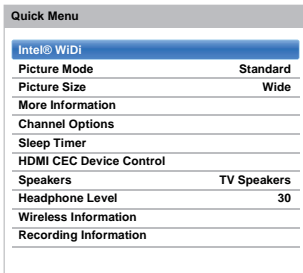 Quick Menu
Intel® WiDi
Picture Mode Standard
Picture Size Wide
More Information
Channel Options
Sleep Timer
HDMI CEC Device Control
Speakers TV Speakers
Headphone Level 30
Wireless Information
Recording Information